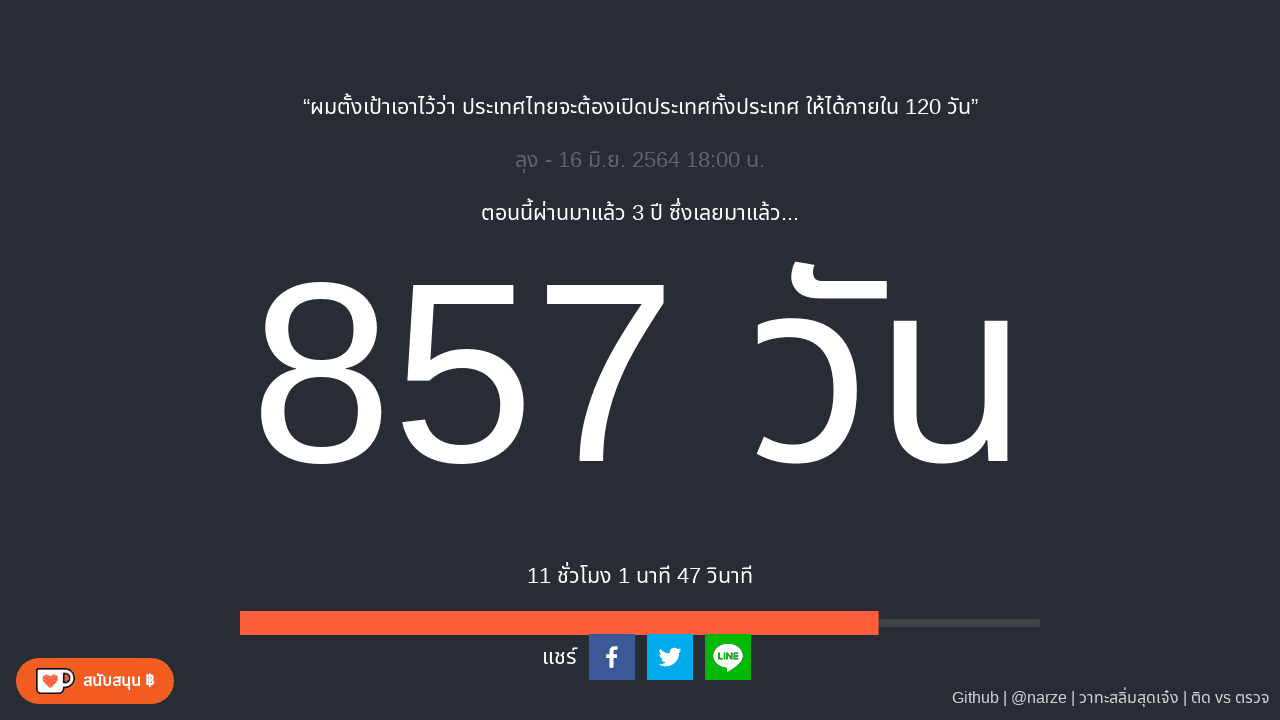 “ผมตั้งเป้าเอาไว้ว่า ประเทศไทยจะต้องเปิดประเทศทั้งประเทศ ให้ได้ภายใน 120 วัน”
ลุง - 16 มิ.ย. 2564 18:00 น.
ตอนนี้ผ่านมาแล้ว 3 ปี ซึ่งเลยมาแล้ว...
857 วัน
11 ชั่วโมง 1 นาที 47 วินาที
แชร์
LINE
สนับสนุน ฿
Github | @narze | วาทะสลิ่มสุดเจ๋ง | ติด vs ตรวจ